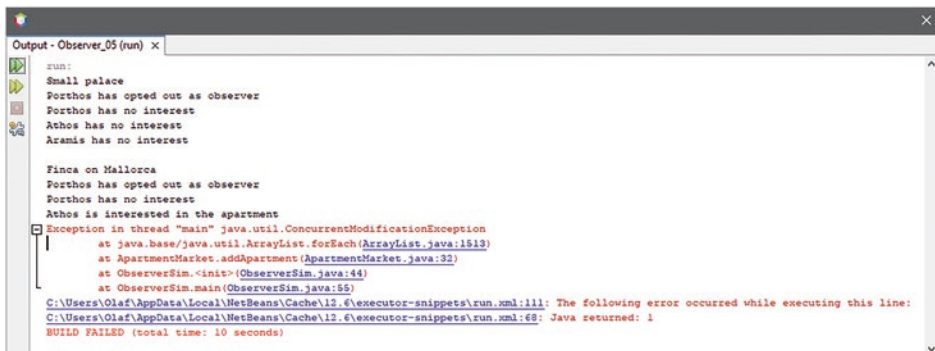 Output - Observer_05 (run) ×
run:
Small palace
Porthos has opted out as observer
Porthos has no interest
Athos has no interest
Aramis has no interest
Finca on Mallorca
Porthos has opted out as observer
Porthos has no interest
Athos is interested in the apartment
Exception in thread "main" java.util.ConcurrentModificationException
at java.base/java.util.ArrayList.forEach(ArrayList.java:1513)
at ApartmentMarket.addApartment(ApartmentMarket.java:32)
at ObserverSim.<init>(ObserverSim.java:44)
at ObserverSim.main(ObserverSim.java:55)
C:\Users\Olaf\AppData\Local\NetBeans\Cache\12.6\executor-snippets\run.xml:111: The following error occurred while executing this line:
C:\Users\Olaf\AppData\Local\NetBeans\Cache\12.6\executor-snippets\run.xml:68: Java returned: 1
BUILD FAILED (total time: 10 seconds)